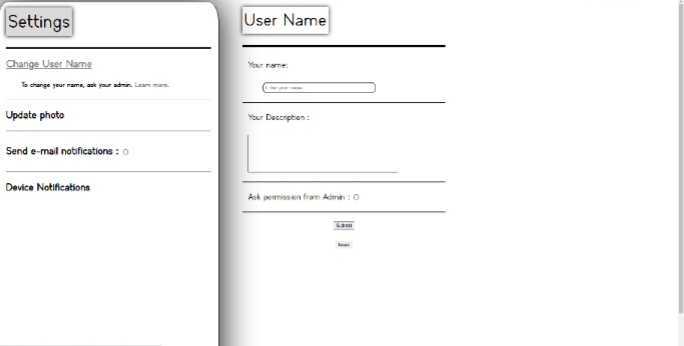 Settings
Change User Name
To change your name, ask your admin. Learn more.
Update photo
Send e-mail notifications :
Device Notifications
User Name
Your name:
Enter your name
Your Description :
Ask permission from Admin :
Submit
Reset